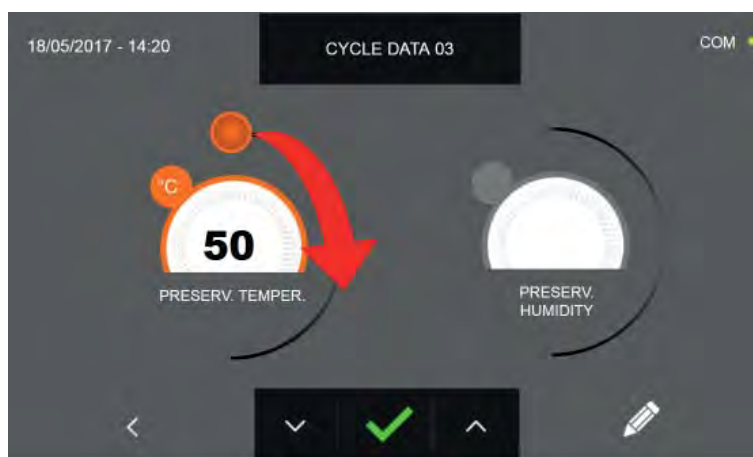 18/05/2017 - 14:20
CYCLE DATA 03
COM
°C
50
PRESERV. TEMPER.
PRESERV.
HUMIDITY